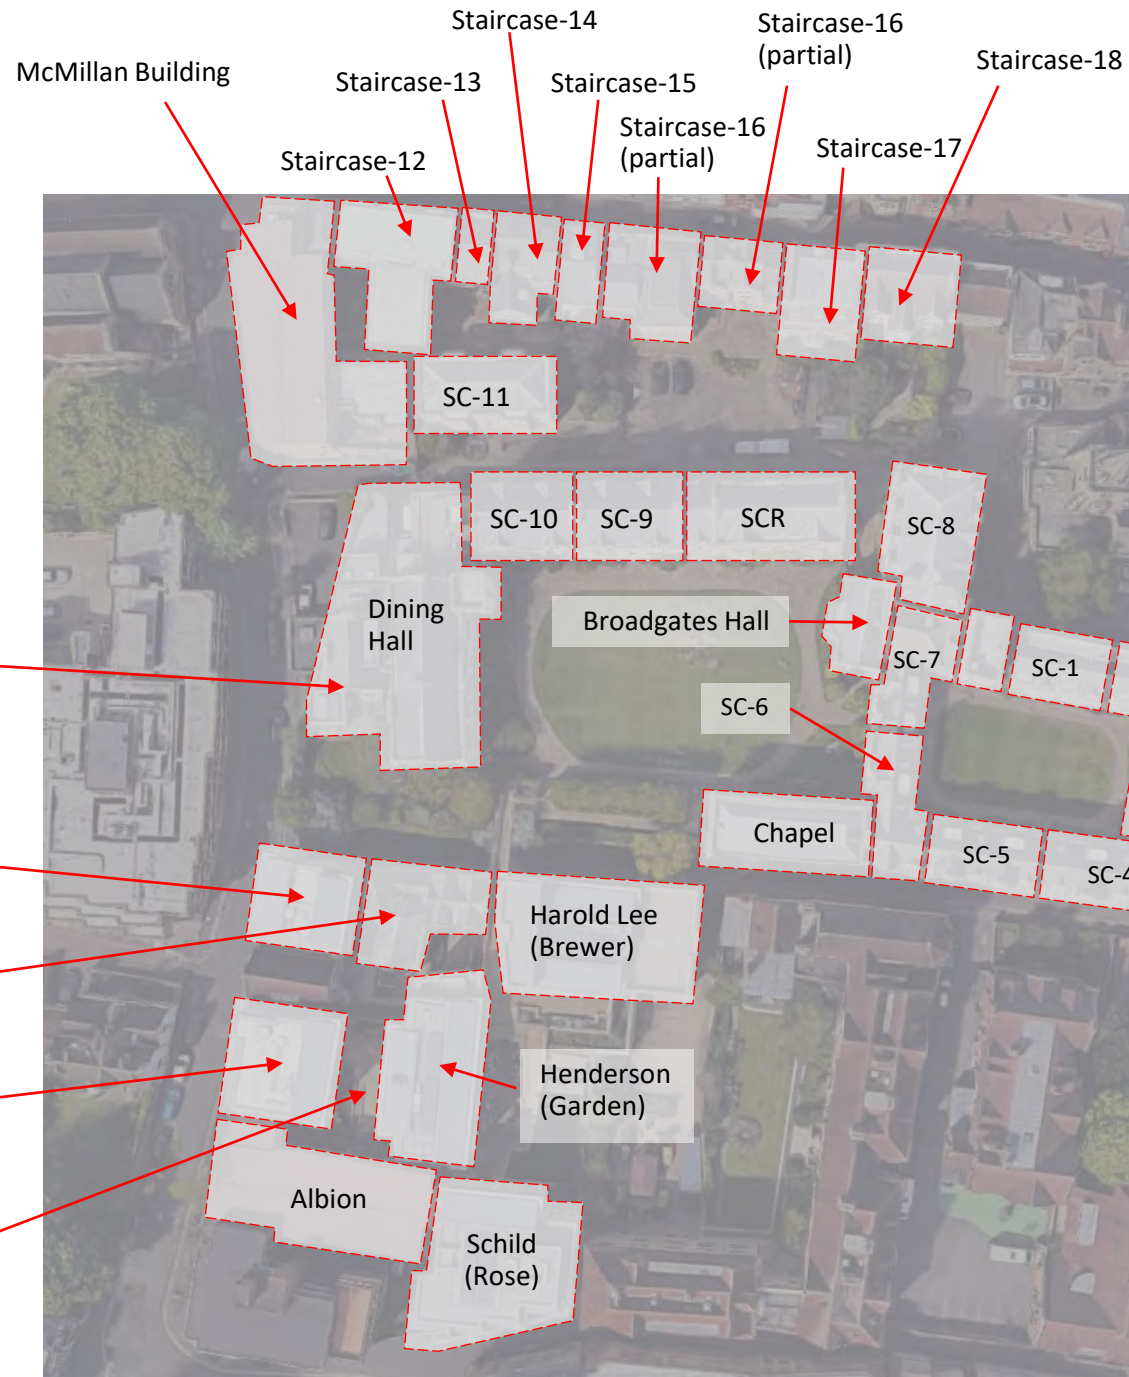 Staircase-14
Staircase-16
(partial)
Staircase-18
McMillan Building
Staircase-13
Staircase-15
Staircase-16
(partial)
Staircase-17
Staircase-12
SC-11
SC-10
SC-9
SCR
SC-8
Dining
Hall
Broadgates Hall
SC-7
SC-1
SC-6
Chapel
SC-5
SC-4
Harold Lee
(Brewer)
Henderson
(Garden)
Albion
Schild
(Rose)